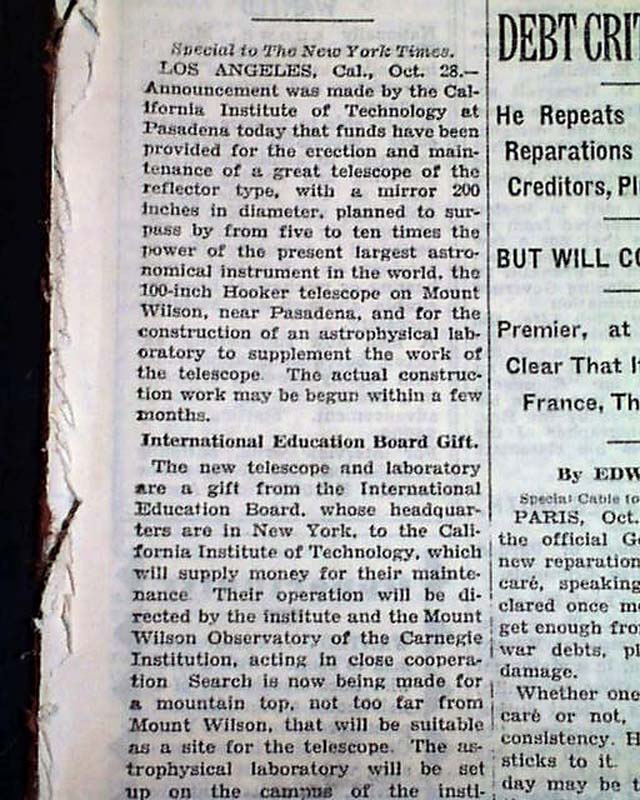 Special to The New York Times.
LOS ANGELES, Cal., Oct. 28.—
Announcement was made by the Cal-
ifornia Institute of Technology at
Pasadena today that funds have been
provided for the erection and main-
tenance of a great telescope of the
reflector type, with a mirror 200
inches in diameter, planned to sur-
pass by from five to ten times the
power of the present largest astro-
nomical instrument in the world, the
100-inch Hooker telescope on Mount
Wilson, near Pasadena, and for the
construction of an astrophysical lab-
oratory to supplement the work of
the telescope. The actual construc-
tion work may be begun within a few
months.
International Education Board Gift.
The new telescope and laboratory
are a gift from the International
Education Board, whose headquar-
ters are in New York, to the Cali-
fornia Institute of Technology, which
will supply money for their mainte-
nance. Their operation will be di-
rected by the institute and the Mount
Wilson Observatory of the Carnegie
Institution, acting in close coopera-
tion Search is now being made for
a mountain top, not too far from
Mount Wilson, that will be suitable
as a site for the telescope. The as-
trophysical laboratory will be set
up on the campus of the insti-
DEBT CRI
He Repeats
Reparations
Creditors, Pl
BUT WILL CO
Premier, at
Clear That I
France, Th
By EDW
Special Cable to
PARIS, Oct.
the official G
new reparation
caré, speaking
clared once m
get enough fro
war debts, pl
damage.
Whether one
caré or not,
consistency. H
sticks to it.
day may be i